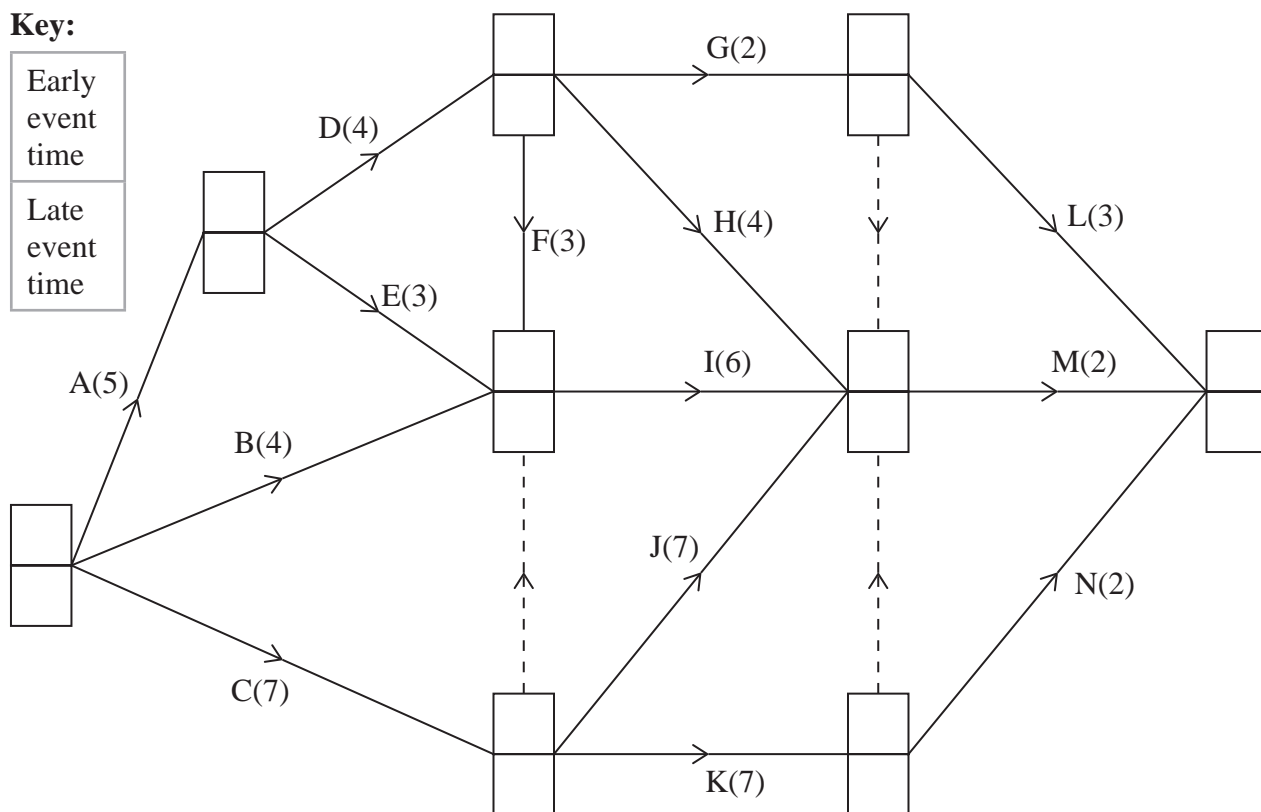 Key:
Early
event
time
Late
event
time
G(2)
D(4)
H(4)
L(3)
F(3)
E(3)
I(6)
M(2)
A(5)
B(4)
J(7)
N(2)
C(7)
K(7)